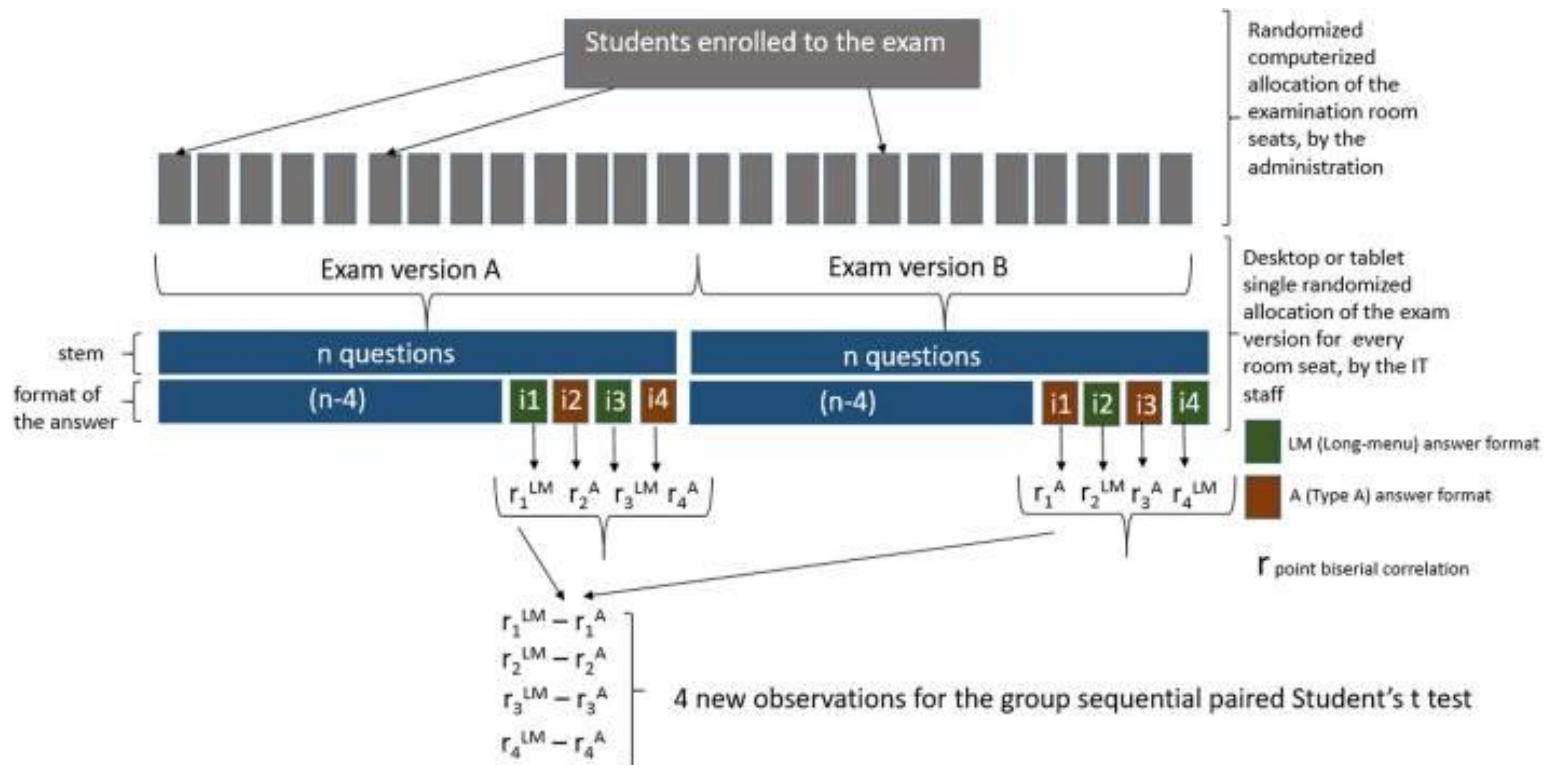 Students enrolled to the exam
Randomized
computerized
allocation of the
examination room
seats, by the
administration
Exam version A
Exam version B
Desktop or tablet
single randomized
allocation of the exam
version for every
room seat, by the IT
staff
stem
n questions
n questions
format of
the answer
(n-4)
i1
i2
i3
i4
(n-4)
i1
i2
i3
i4
LM (Long-menu) answer format
A (Type A) answer format
r₁ᴸᴹ r₂ᴬ r₃ᴸᴹ r₄ᴬ
r₁ᴬ r₂ᴸᴹ r₃ᴬ r₄ᴸᴹ
r point biserial correlation
r₁ᴸᴹ – r₁ᴬ
r₂ᴸᴹ – r₂ᴬ
r₃ᴸᴹ – r₃ᴬ
r₄ᴸᴹ – r₄ᴬ
4 new observations for the group sequential paired Student's t test